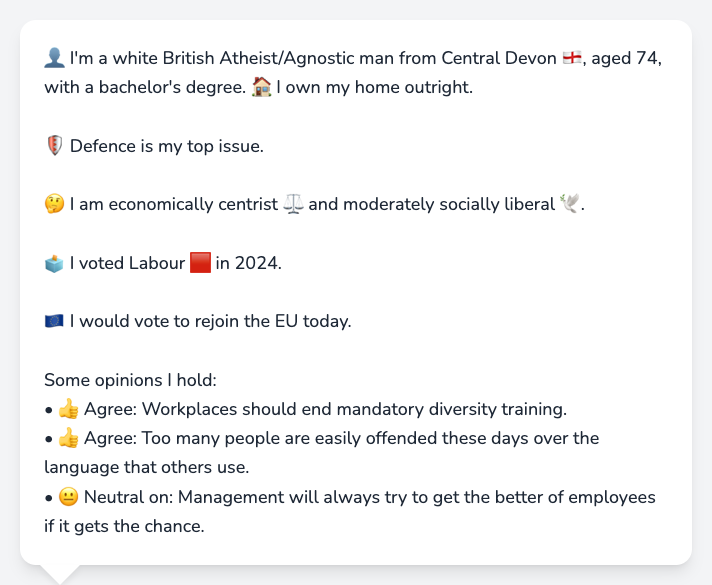 👤 I'm a white British Atheist/Agnostic man from Central Devon 🏴󠁧󠁢󠁥󠁮󠁧󠁿, aged 74,
with a bachelor's degree. 🏠 I own my home outright.
🛡️ Defence is my top issue.
🤔 I am economically centrist ⚖️ and moderately socially liberal 🕊️.
🗳️ I voted Labour 🟥 in 2024.
🇪🇺 I would vote to rejoin the EU today.
Some opinions I hold:
• 👍 Agree: Workplaces should end mandatory diversity training.
• 👍 Agree: Too many people are easily offended these days over the
language that others use.
• 😐 Neutral on: Management will always try to get the better of employees
if it gets the chance.